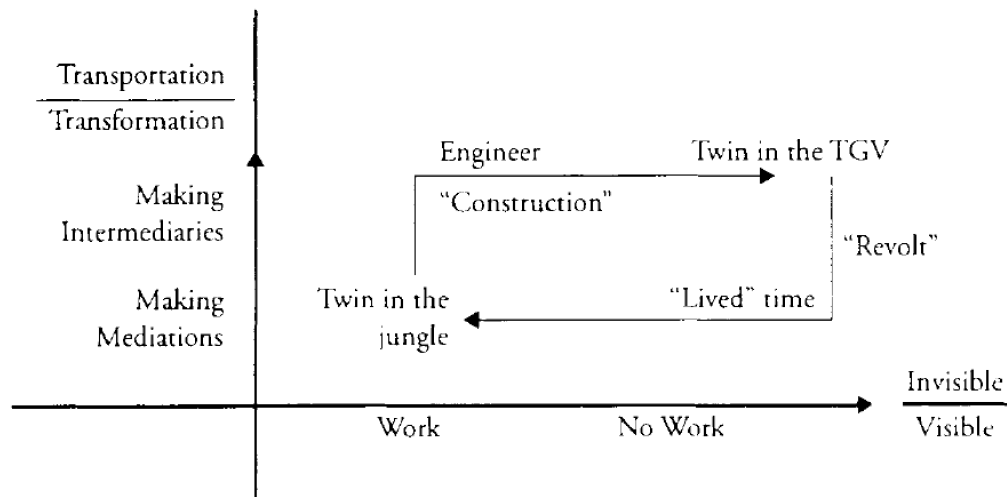 Transportation
Transformation
Engineer
Twin in the TGV
Making
Intermediaries
“Construction”
“Revolt”
Making
Mediations
Twin in the
jungle
“Lived” time
Invisible
Visible
Work
No Work